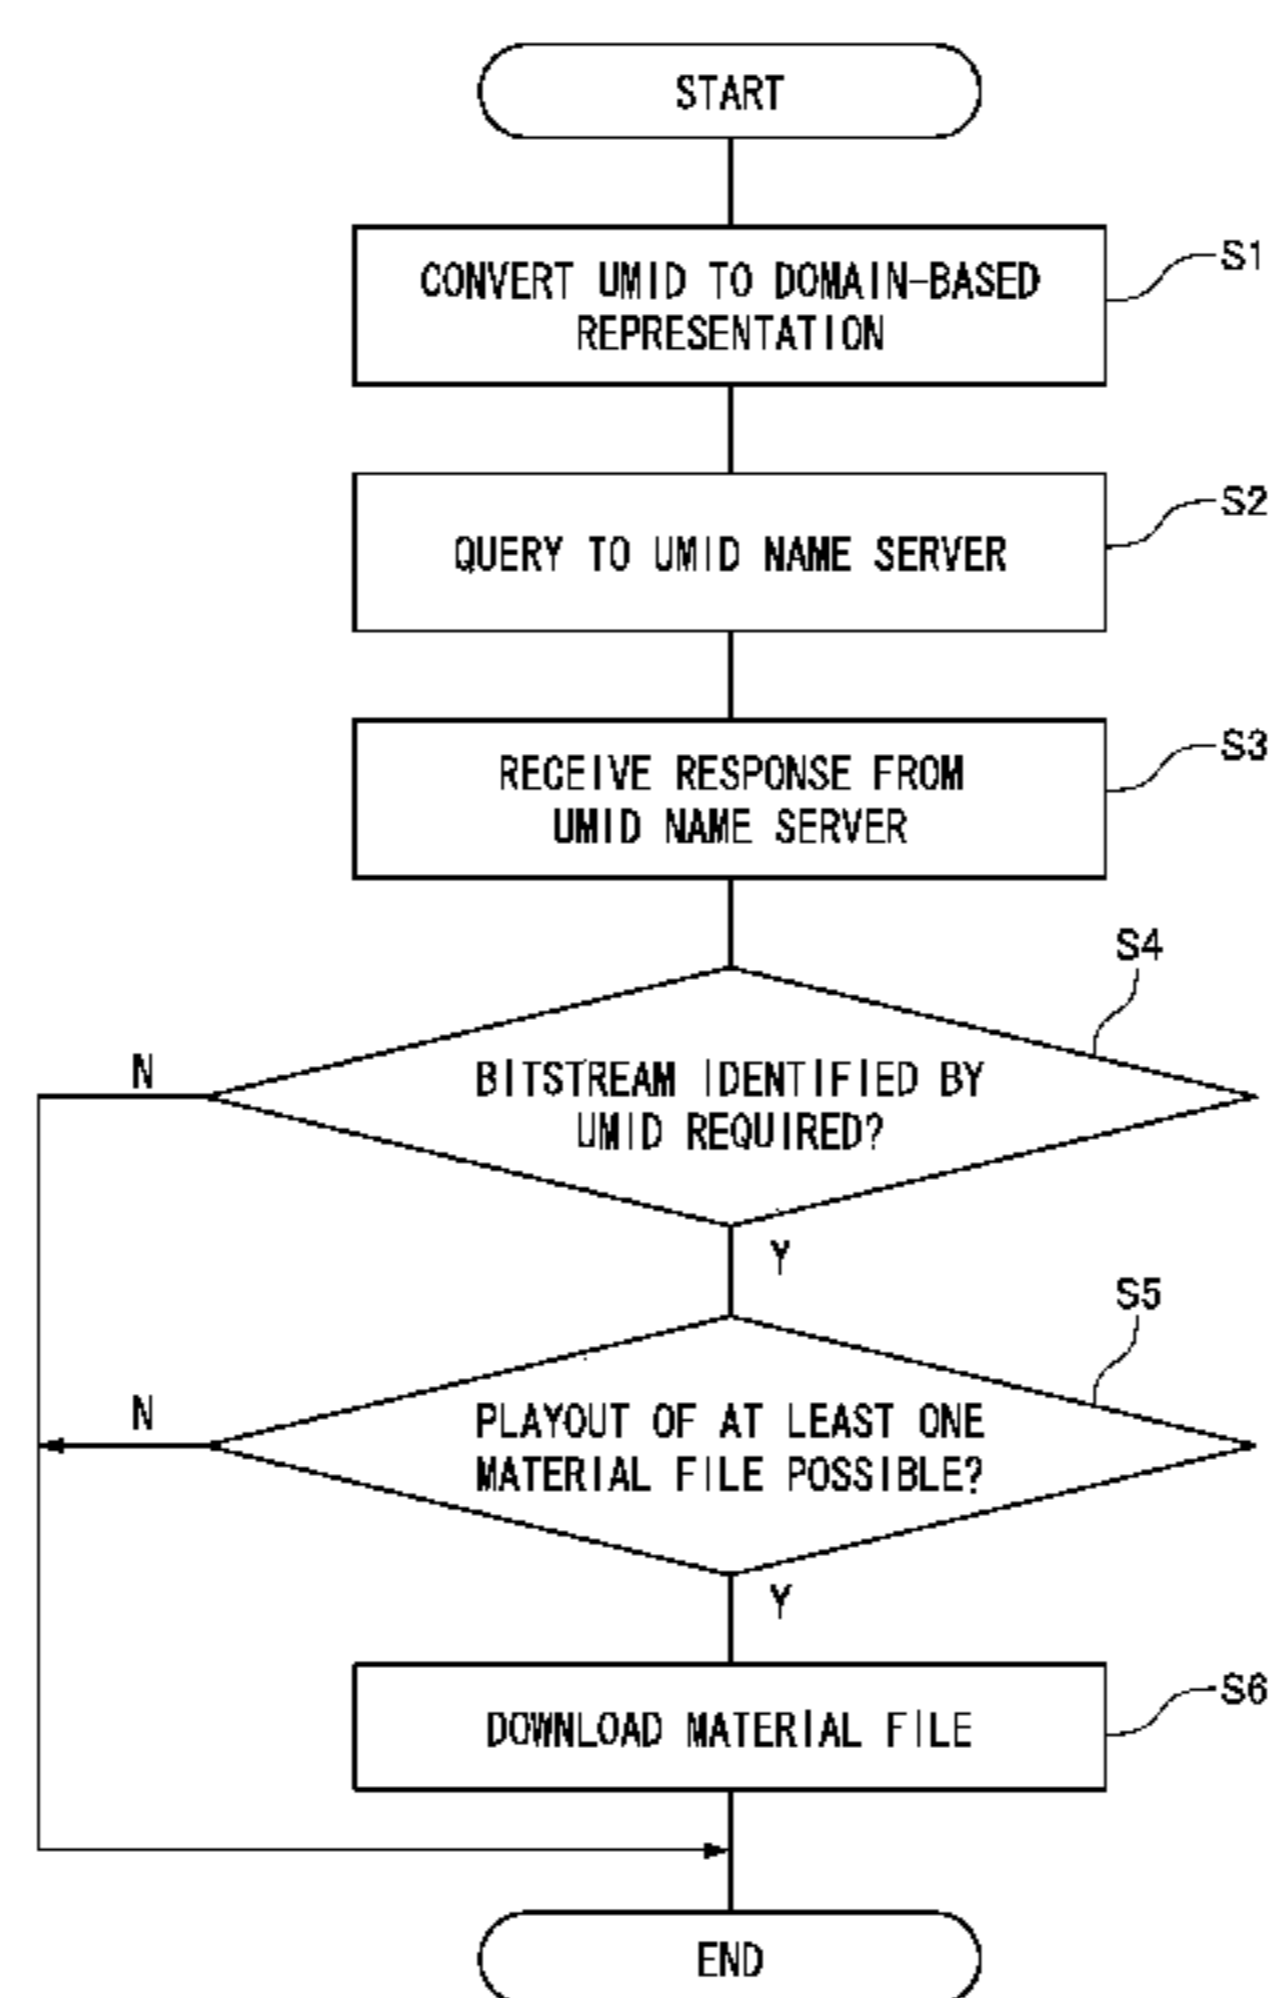 START
CONVERT UMID TO DOMAIN-BASED
REPRESENTATION
S1
QUERY TO UMID NAME SERVER
S2
RECEIVE RESPONSE FROM
UMID NAME SERVER
S3
S4
N
BITSTREAM IDENTIFIED BY
UMID REQUIRED?
Y
S5
N
PLAYOUT OF AT LEAST ONE
MATERIAL FILE POSSIBLE?
Y
DOWNLOAD MATERIAL FILE
S6
END